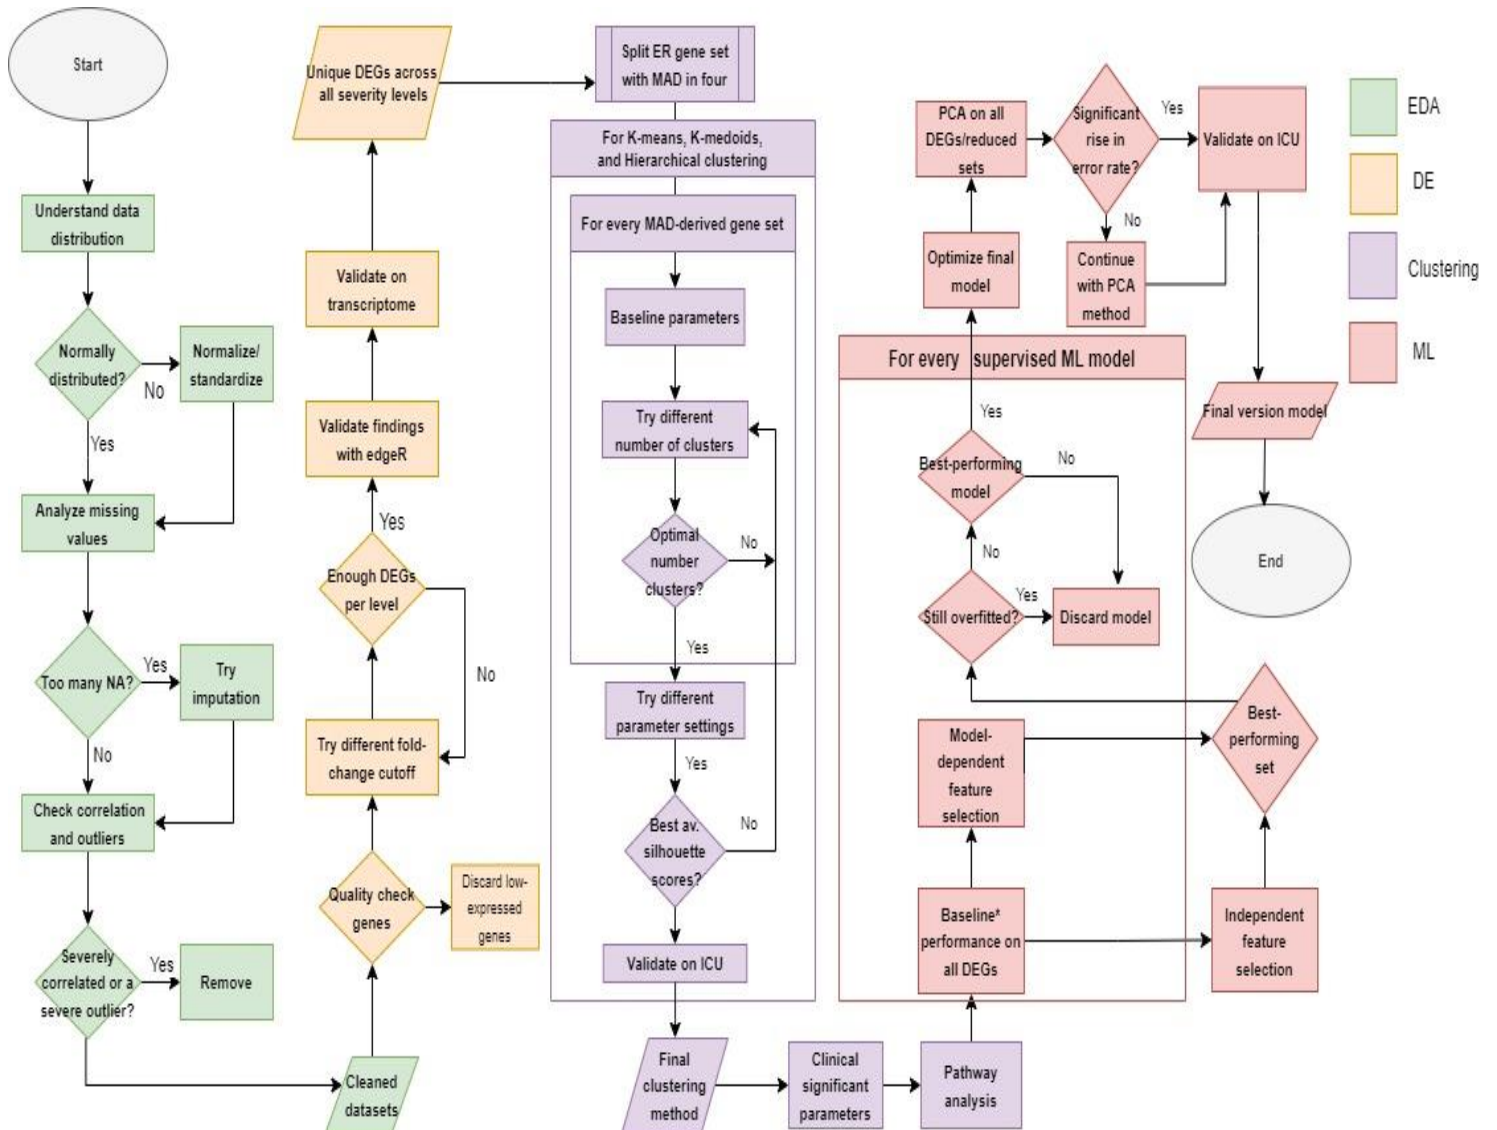 Start
Understand data
distribution
Normally
distributed?
No
Normalize/
standardize
Yes
Analyze missing
values
Too many NA?
Yes
Try
imputation
No
Check correlation
and outliers
Severely
correlated or a
severe outlier?
Yes
Remove
Cleaned
datasets
Quality check
genes
Discard low-
expressed
genes
Try different fold-
change cutoff
No
Enough DEGs
per level
Yes
Validate findings
with edgeR
Validate on
transcriptome
Unique DEGs across
all severity levels
Split ER gene set
with MAD in four
For K-means, K-medoids,
and Hierarchical clustering
For every MAD-derived gene set
Baseline parameters
Try different
number of clusters
Optimal
number
clusters?
No
Yes
Try different
parameter settings
Yes
Best av.
silhouette
scores?
No
Validate on ICU
Final
clustering
method
Clinical
significant
parameters
Pathway
analysis
For every supervised ML model
Baseline*
performance on
all DEGs
Independent
feature
selection
Model-
dependent
feature
selection
Best-
performing
set
Still overfitted?
Yes
Discard model
No
Best-performing
model
No
Yes
Optimize final
model
PCA on all
DEGs/reduced
sets
Significant
rise in
error rate?
Yes
No
Continue
with PCA
method
Validate on ICU
Final version model
End
EDA
DE
Clustering
ML